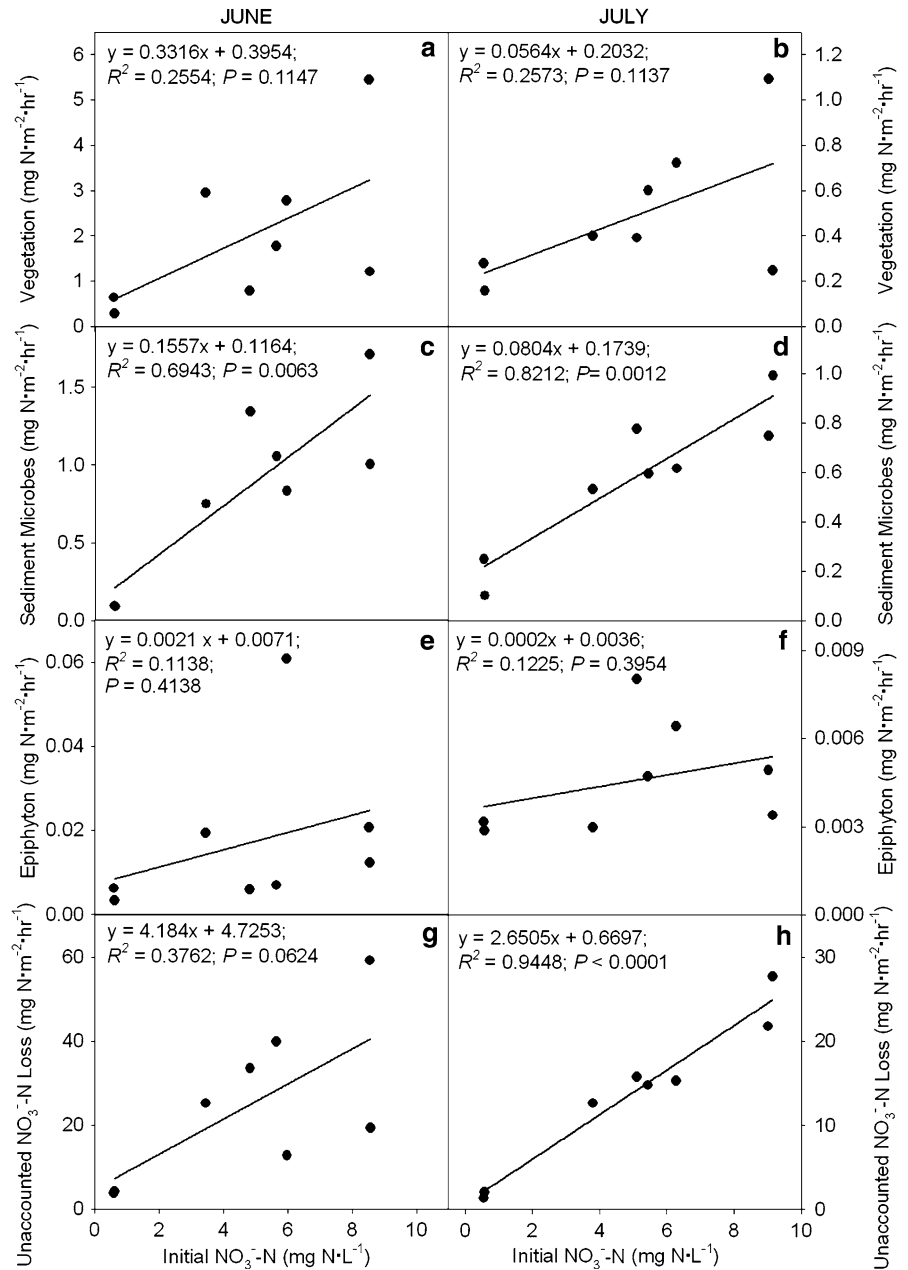 JUNE
JULY
y = 0.3316x + 0.3954;
R² = 0.2554; P = 0.1147
a
y = 0.0564x + 0.2032;
R² = 0.2573; P = 0.1137
b
6
5
4
3
2
1
0
Vegetation (mg N·m⁻²·hr⁻¹)
1.2
1.0
0.8
0.6
0.4
0.2
0.0
Vegetation (mg N·m⁻²·hr⁻¹)
y = 0.1557x + 0.1164;
R² = 0.6943; P = 0.0063
c
y = 0.0804x + 0.1739;
R² = 0.8212; P= 0.0012
d
1.5
1.0
0.5
0.0
Sediment Microbes (mg N·m⁻²·hr⁻¹)
1.0
0.8
0.6
0.4
0.2
0.0
Sediment Microbes (mg N·m⁻²·hr⁻¹)
y = 0.0021 x + 0.0071;
R² = 0.1138;
P = 0.4138
e
y = 0.0002x + 0.0036;
R² = 0.1225; P = 0.3954
f
0.06
0.04
0.02
0.00
Epiphyton (mg N·m⁻²·hr⁻¹)
0.009
0.006
0.003
0.000
Epiphyton (mg N·m⁻²·hr⁻¹)
y = 4.184x + 4.7253;
R² = 0.3762; P = 0.0624
g
y = 2.6505x + 0.6697;
R² = 0.9448; P < 0.0001
h
60
40
20
0
Unaccounted NO₃⁻-N Loss (mg N·m⁻²·hr⁻¹)
30
20
10
0
Unaccounted NO₃⁻-N Loss (mg N·m⁻²·hr⁻¹)
0 2 4 6 8 10
0 2 4 6 8 10
Initial NO₃⁻-N (mg N·L⁻¹)
Initial NO₃⁻-N (mg N·L⁻¹)